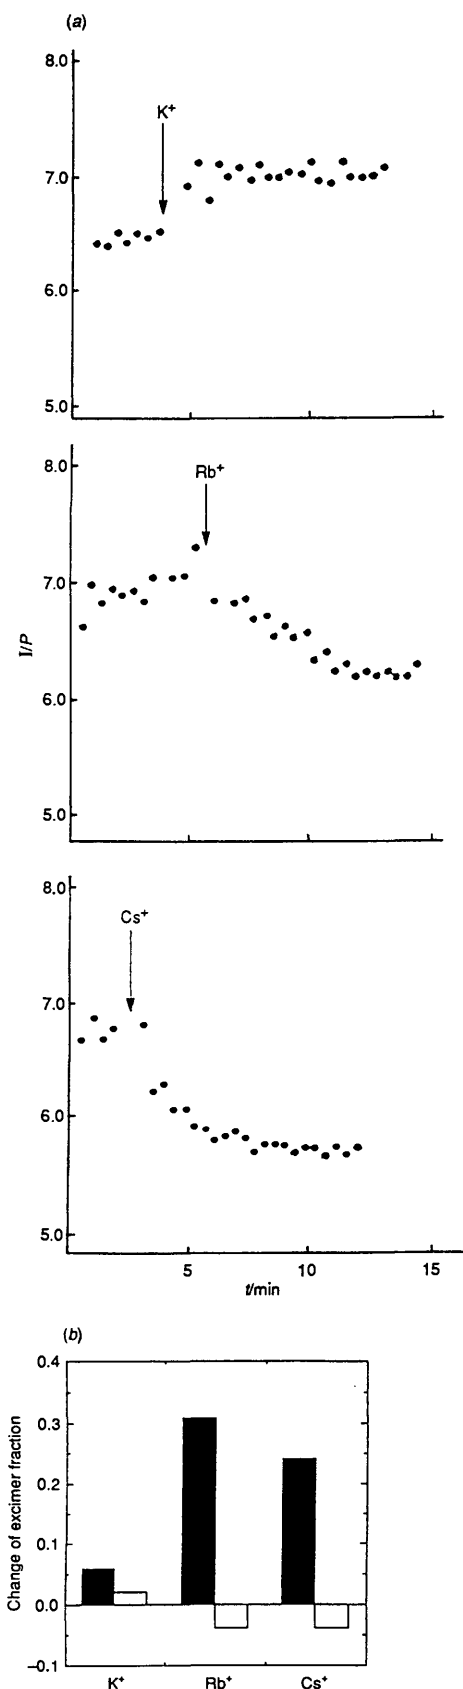 (a)
8.0
K+
7.0
6.0
5.0
8.0
Rb+
7.0
I/P
6.0
5.0
8.0
Cs+
7.0
6.0
5.0
5 10 15
t/min
(b)
0.4
0.3
0.2
0.1
0.0
−0.1
Change of excimer fraction
K+ Rb+ Cs+